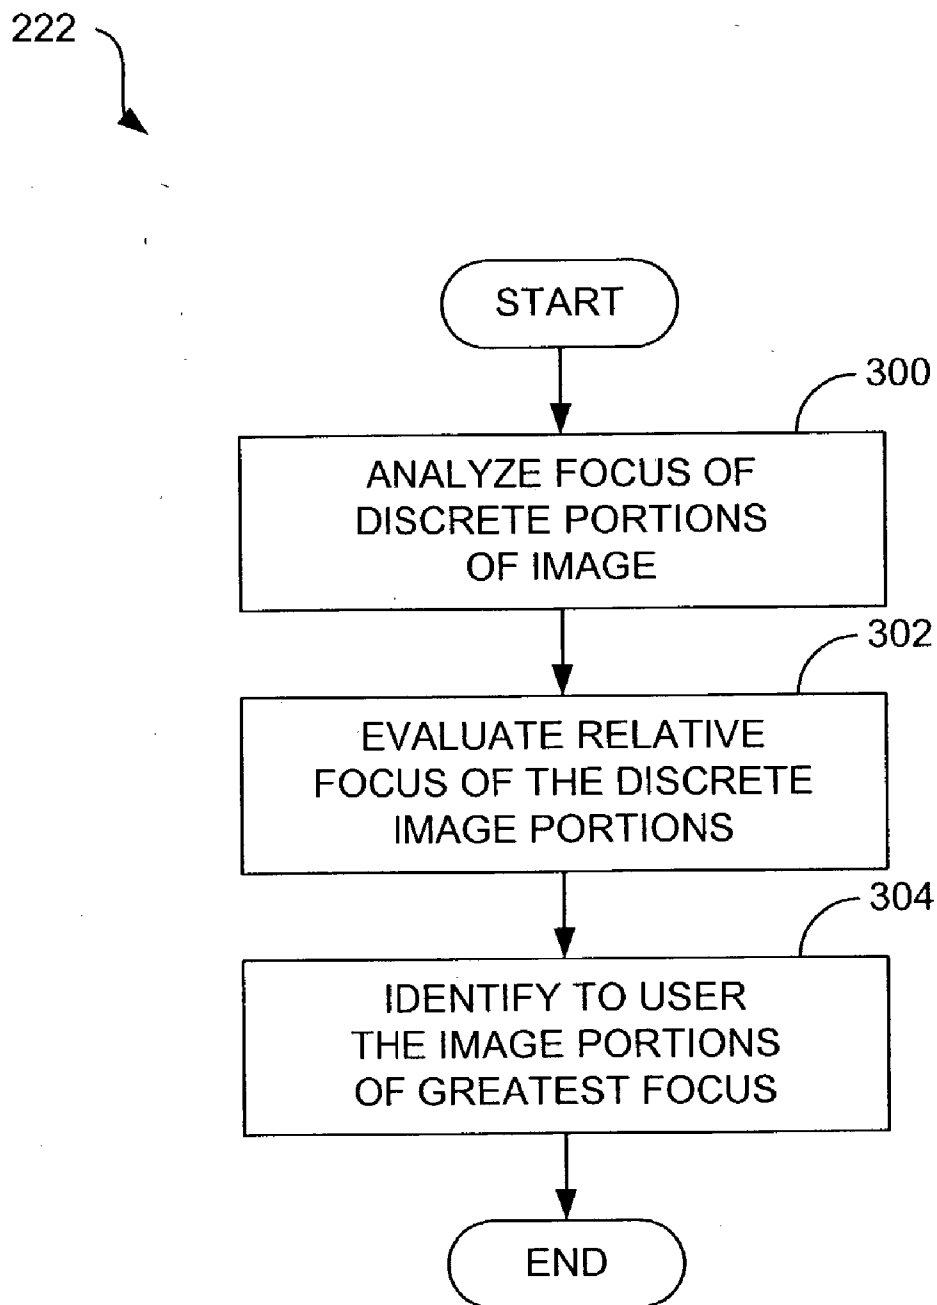 222
START
300
ANALYZE FOCUS OF
DISCRETE PORTIONS
OF IMAGE
302
EVALUATE RELATIVE
FOCUS OF THE DISCRETE
IMAGE PORTIONS
304
IDENTIFY TO USER
THE IMAGE PORTIONS
OF GREATEST FOCUS
END